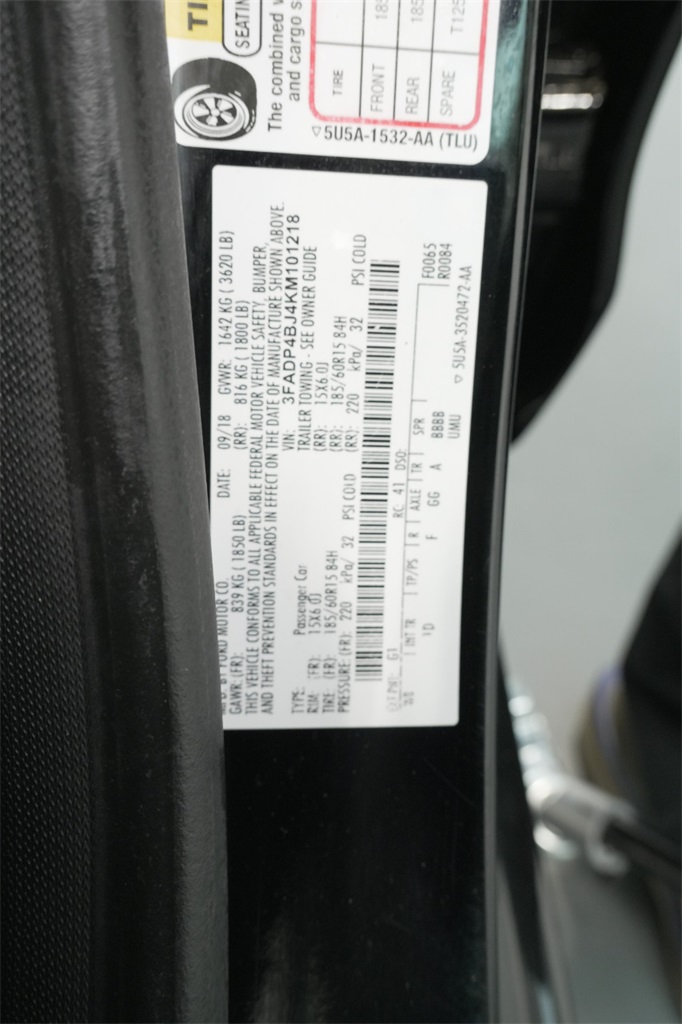 TI
SEATIN
The combined w
and cargo s
TIRE
FRONT 185
REAR 185
SPARE T125
▽5U5A-1532-AA (TLU)
BY FORD MOTOR CO. DATE: 09/18 GVWR: 1642 KG ( 3620 LB)
GAWR: (FR): 839 KG ( 1850 LB) (RR): 816 KG ( 1800 LB)
THIS VEHICLE CONFORMS TO ALL APPLICABLE FEDERAL MOTOR VEHICLE SAFETY, BUMPER,
AND THEFT PREVENTION STANDARDS IN EFFECT ON THE DATE OF MANUFACTURE SHOWN ABOVE.
VIN: 3FADP4BJ4KM101218
TYPE: Passenger Car TRAILER TOWING - SEE OWNER GUIDE
RIM: (FR): 15X6.0J (RR): 15X6.0J
TIRE: (FR): 185/60R15 84H (RR): 185/60R15 84H
PRESSURE: (FR): 220 kPa/ 32 PSI COLD (RR): 220 kPa/ 32 PSI COLD
EXT PNT: G1 RC: 41 DSO: F0065
WB INT TR TP/PS R AXLE TR SPR R0084
1D F GG A BBBB
UMU
▽ 5U5A-3520472-AA